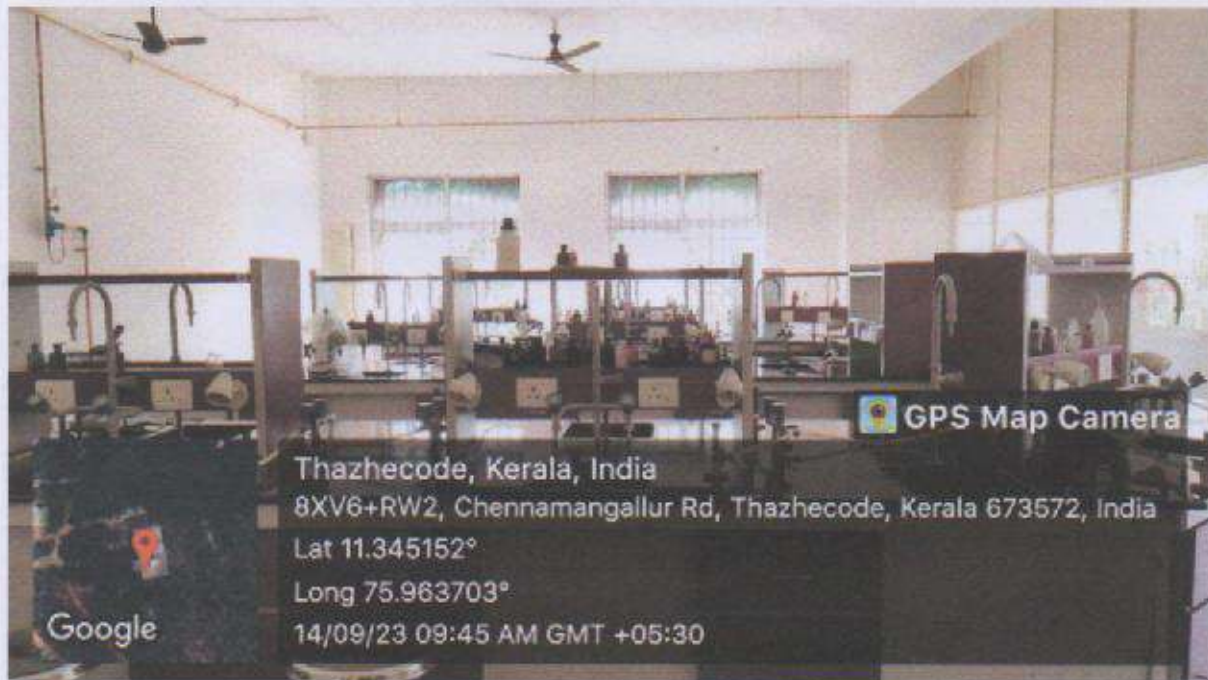 GPS Map Camera
Thazhecode, Kerala, India
8XV6+RW2, Chennamangallur Rd, Thazhecode, Kerala 673572, India
Lat 11.345152°
Long 75.963703°
14/09/23 09:45 AM GMT +05:30
Google